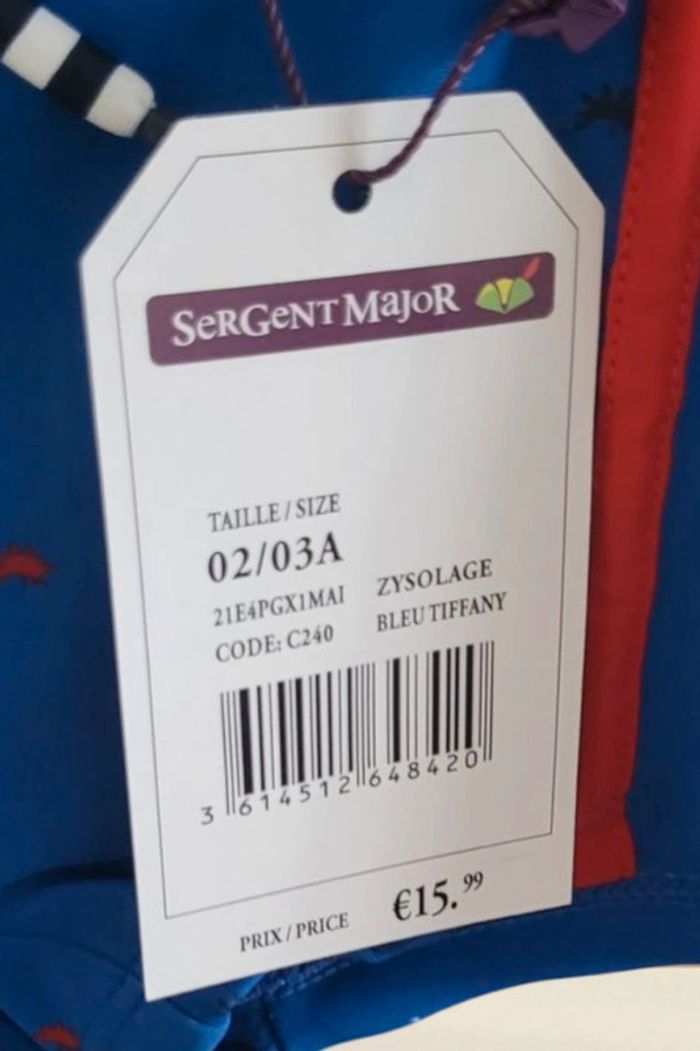 SeRGeNT MaJoR
TAILLE / SIZE
02/03A
21E4PGX1MAI ZYSOLAGE
CODE: C240 BLEU TIFFANY
3 614512 648420
PRIX / PRICE €15.99